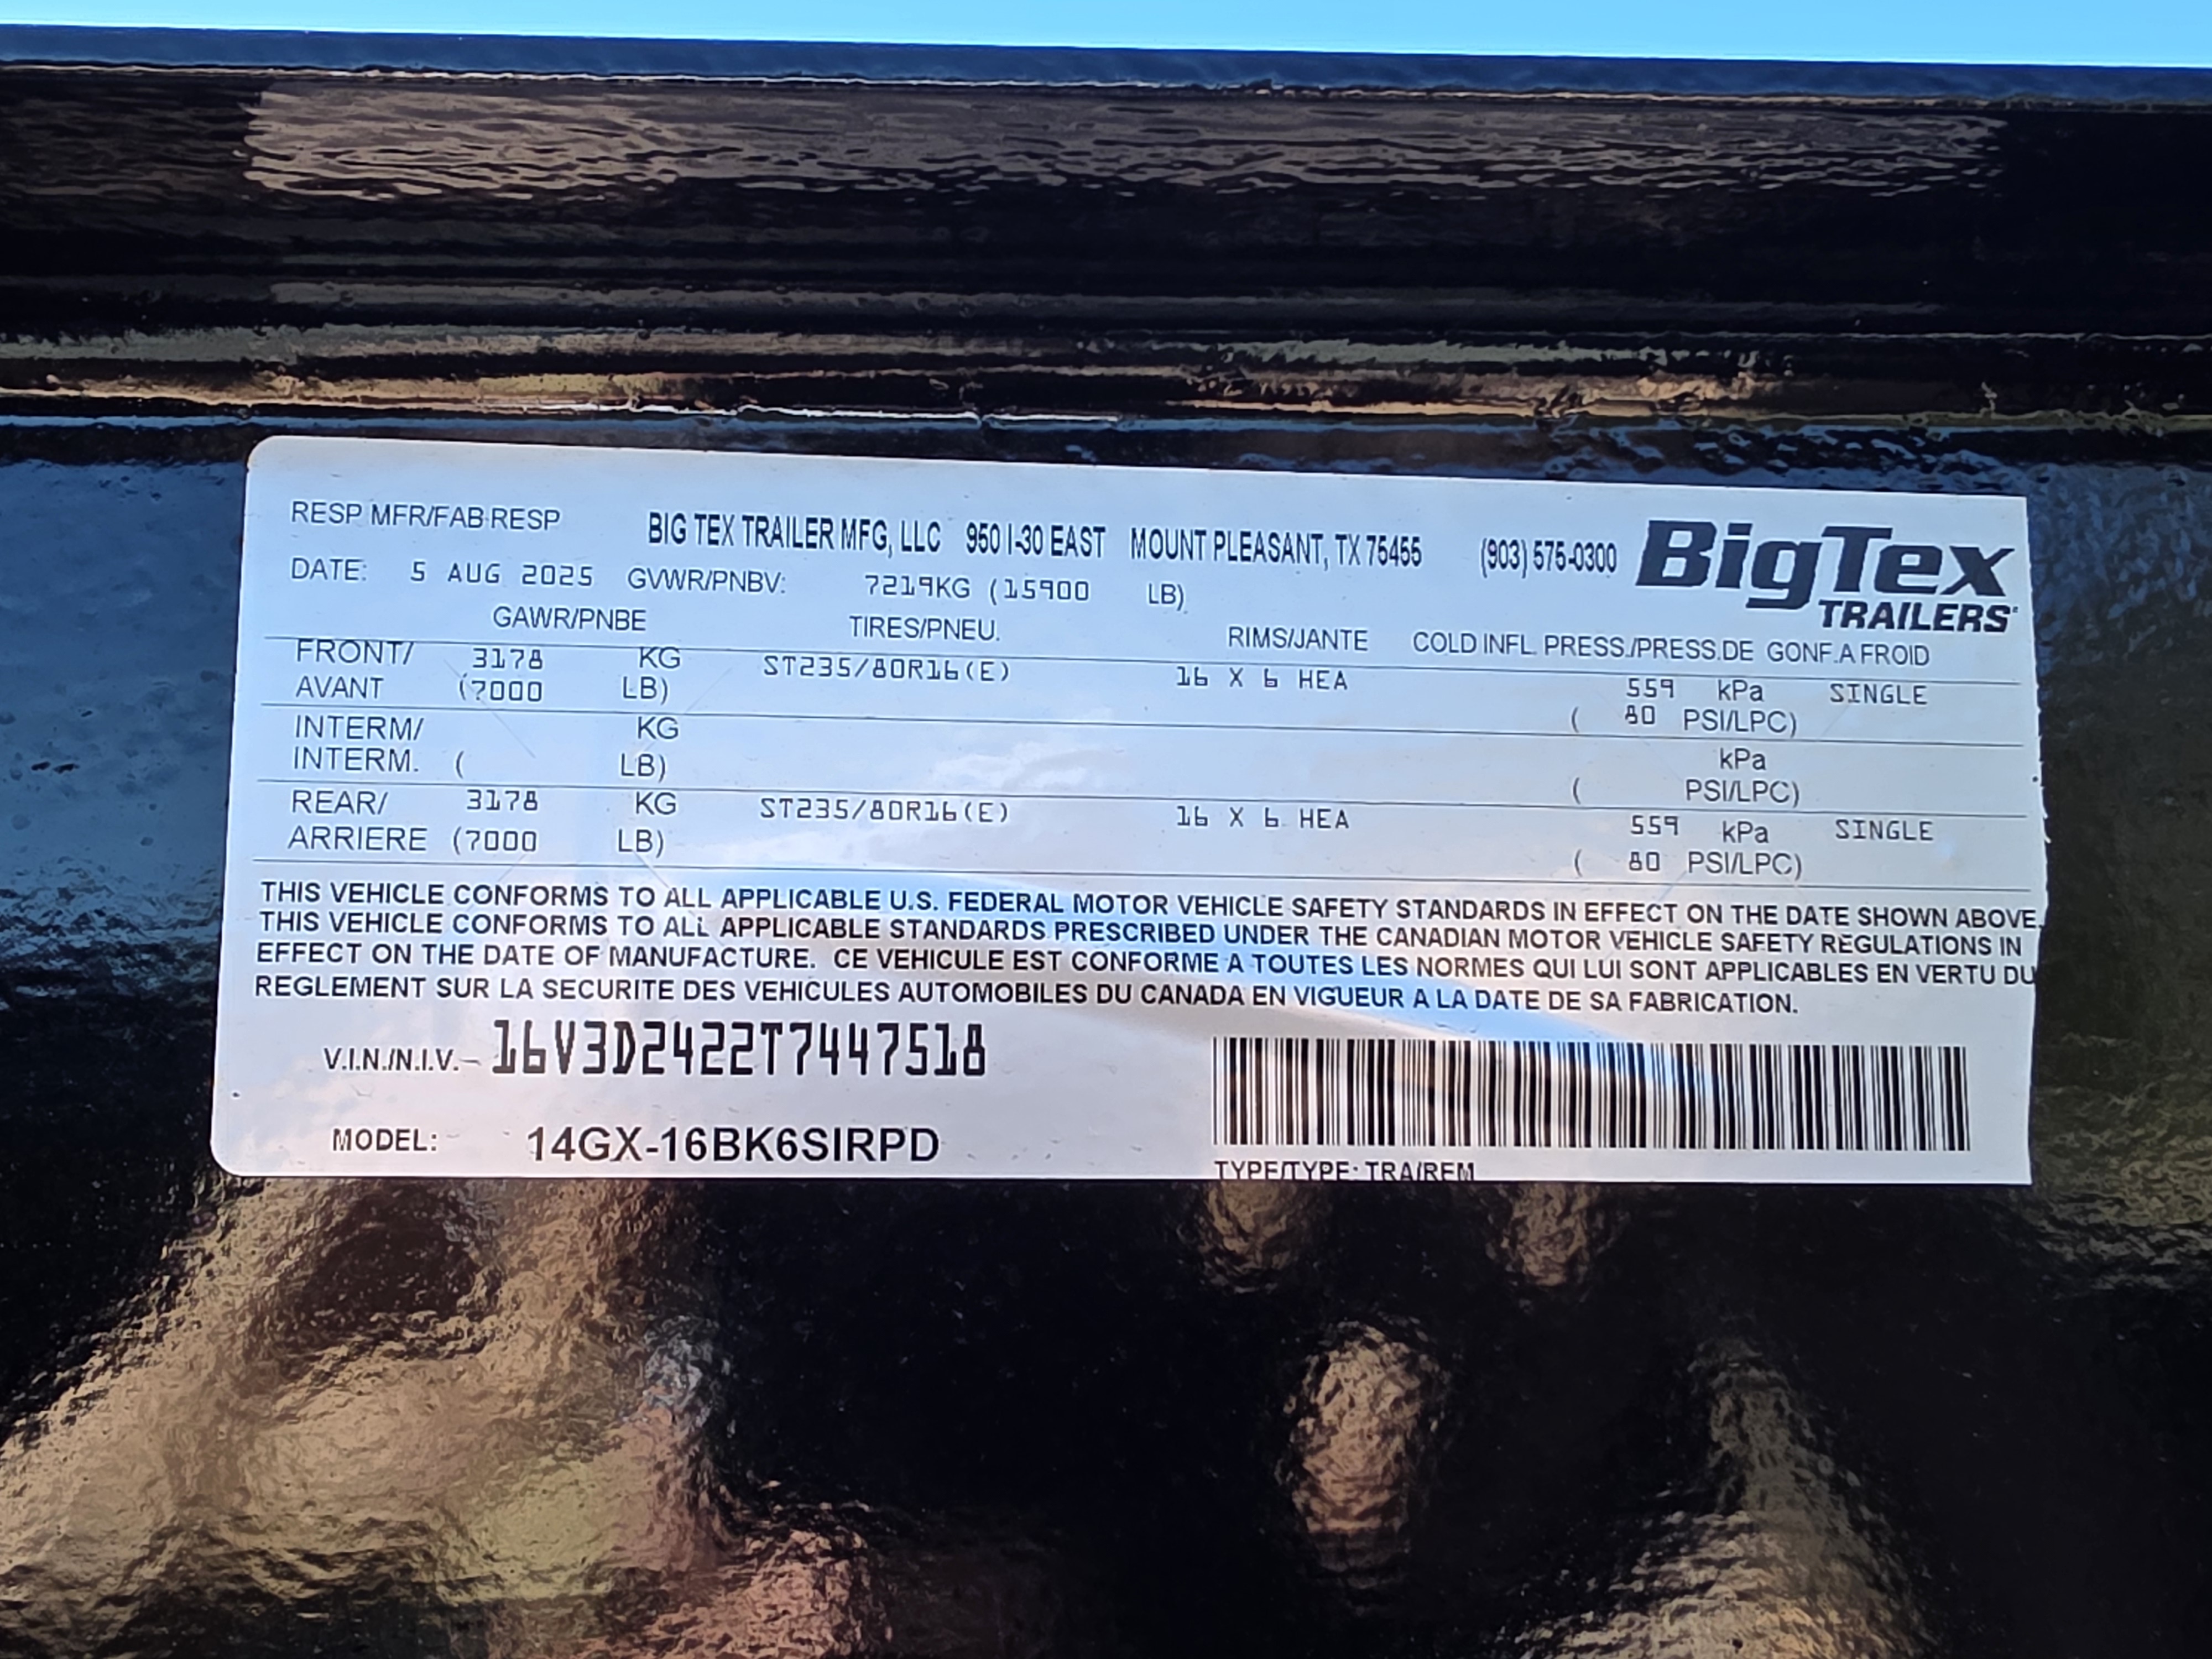 RESP MFR/FAB RESP BIG TEX TRAILER MFG, LLC 950 I-30 EAST MOUNT PLEASANT, TX 75455 (903) 575-0300 BigTex
TRAILERS
DATE: 5 AUG 2025 GVWR/PNBV: 7219KG (15900 LB)
GAWR/PNBE TIRES/PNEU. RIMS/JANTE COLD INFL. PRESS./PRESS.DE GONF.A FROID
FRONT/ 3178 KG ST235/80R16(E) 16 X 6 HEA 559 kPa SINGLE
AVANT (7000 LB) ( 80 PSI/LPC)
INTERM/ KG kPa
INTERM. ( LB) ( PSI/LPC)
REAR/ 3178 KG ST235/80R16(E) 16 X 6 HEA 559 kPa SINGLE
ARRIERE (7000 LB) ( 80 PSI/LPC)
THIS VEHICLE CONFORMS TO ALL APPLICABLE U.S. FEDERAL MOTOR VEHICLE SAFETY STANDARDS IN EFFECT ON THE DATE SHOWN ABOVE.
THIS VEHICLE CONFORMS TO ALL APPLICABLE STANDARDS PRESCRIBED UNDER THE CANADIAN MOTOR VEHICLE SAFETY REGULATIONS IN
EFFECT ON THE DATE OF MANUFACTURE. CE VEHICULE EST CONFORME A TOUTES LES NORMES QUI LUI SONT APPLICABLES EN VERTU DU
REGLEMENT SUR LA SECURITE DES VEHICULES AUTOMOBILES DU CANADA EN VIGUEUR A LA DATE DE SA FABRICATION.
V.I.N./N.I.V.- 16V3D2422T7447518
MODEL: 14GX-16BK6SIRPD
TYPE/TYPE: TRA/REM